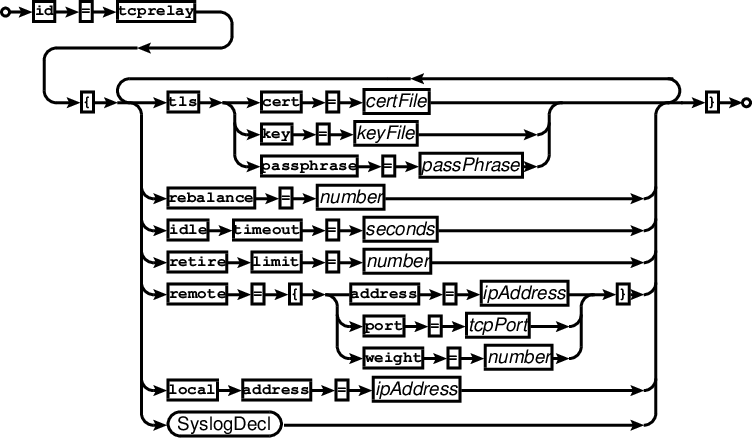 id = tcprelay
{ tls cert = certFile }
key = keyFile
passphrase = passPhrase
rebalance = number
idle timeout = seconds
retire limit = number
remote = { address = ipAddress }
port = tcpPort
weight = number
local address = ipAddress
SyslogDecl